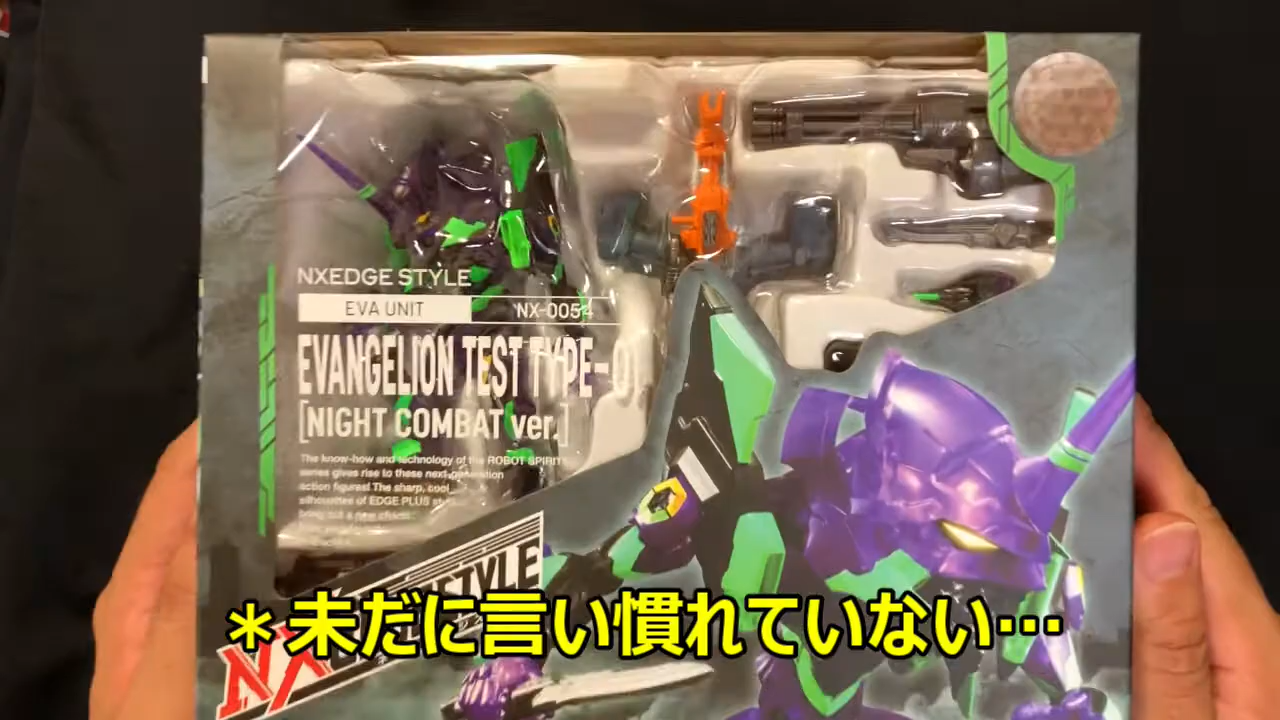 NXEDGE STYLE
EVA UNIT NX-0054
EVANGELION TEST TYPE-01
[NIGHT COMBAT ver.]
The know-how and technology of the ROBOT SPIRITS
series gives rise to these next-generation
action figures! The sharp, cool
silhouettes of EDGE PLUS
STYLE
NX
＊未だに言い慣れていない…